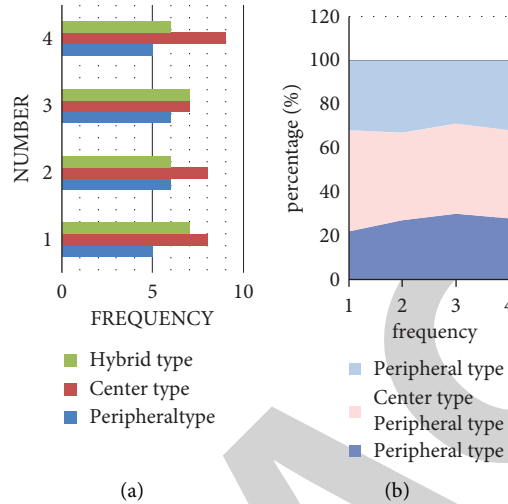 4
3
2
1
NUMBER
0 5 10
FREQUENCY
Hybrid type
Center type
Peripheraltype
(a)
120
100
80
60
40
20
0
percentage (%)
1 2 3 4
frequency
Peripheral type
Center type
Peripheral type
Peripheral type
(b)